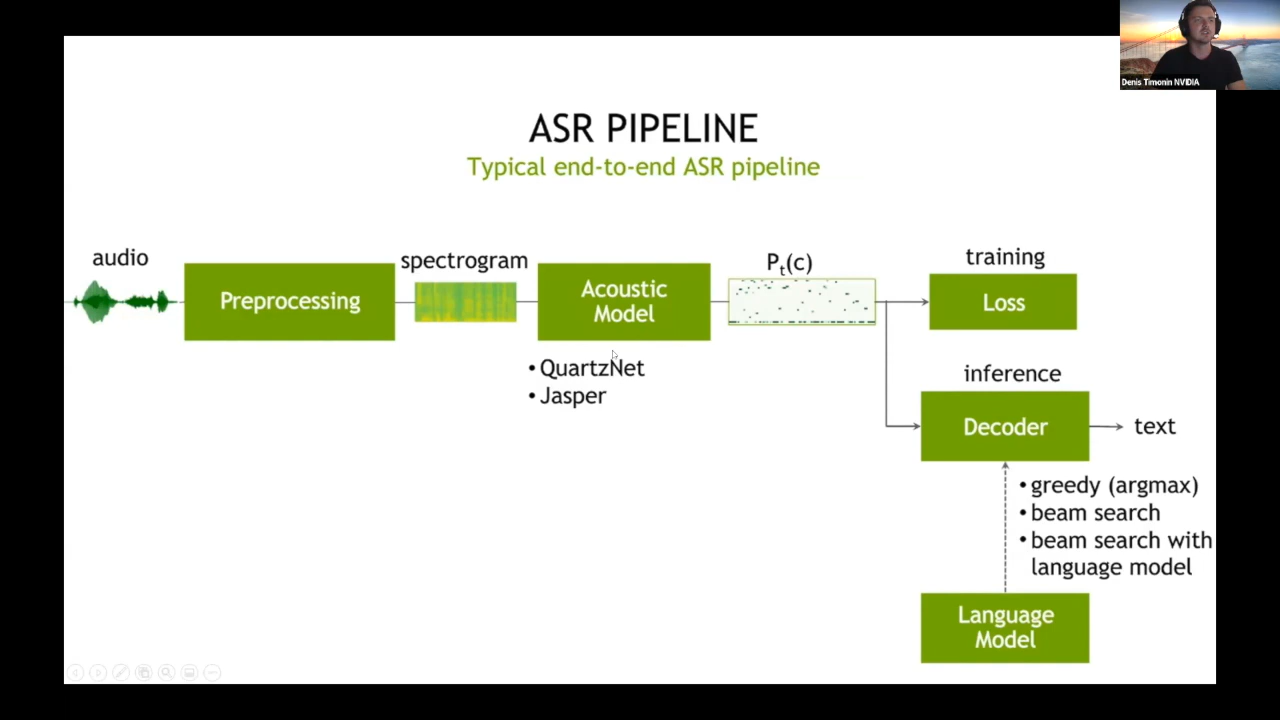 Denis Timonin NVIDIA
ASR PIPELINE
Typical end-to-end ASR pipeline
audio
Preprocessing
spectrogram
Acoustic
Model
• QuartzNet
• Jasper
Pt(c)
training
Loss
inference
Decoder
text
• greedy (argmax)
• beam search
• beam search with
language model
Language
Model